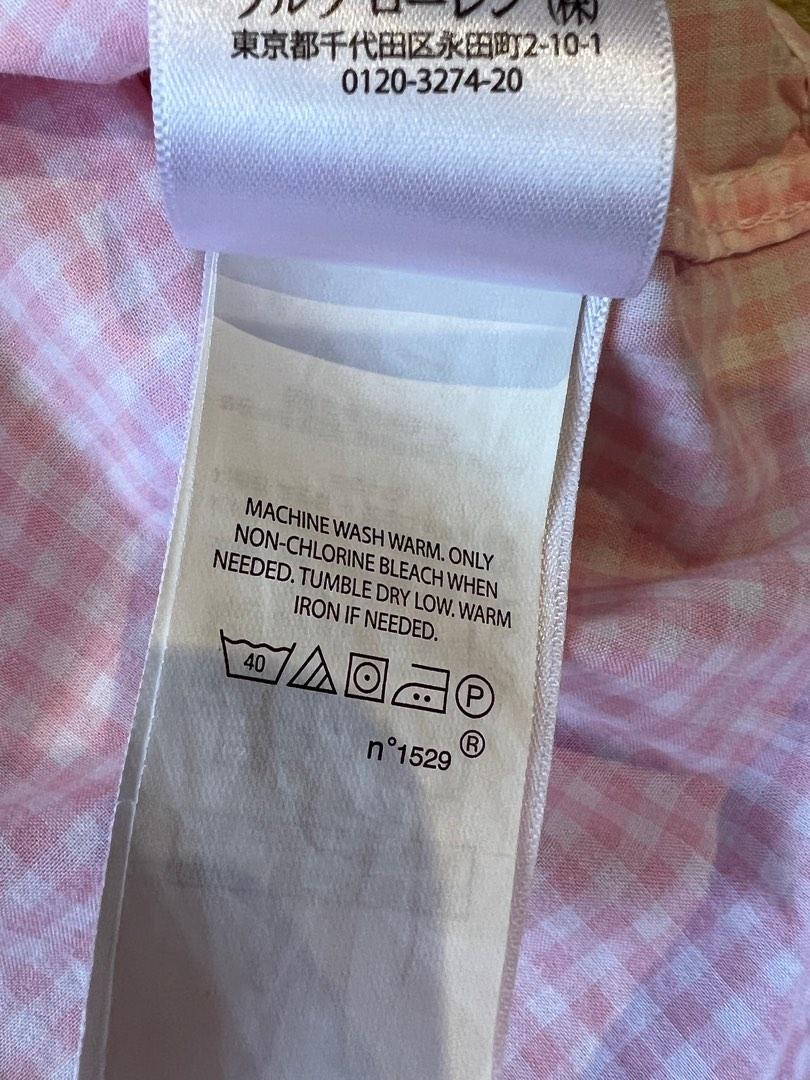 東京都千代田区永田町2-10-1
0120-3274-20
MACHINE WASH WARM. ONLY
NON-CHLORINE BLEACH WHEN
NEEDED. TUMBLE DRY LOW. WARM
IRON IF NEEDED.
40 P
n°1529 ®